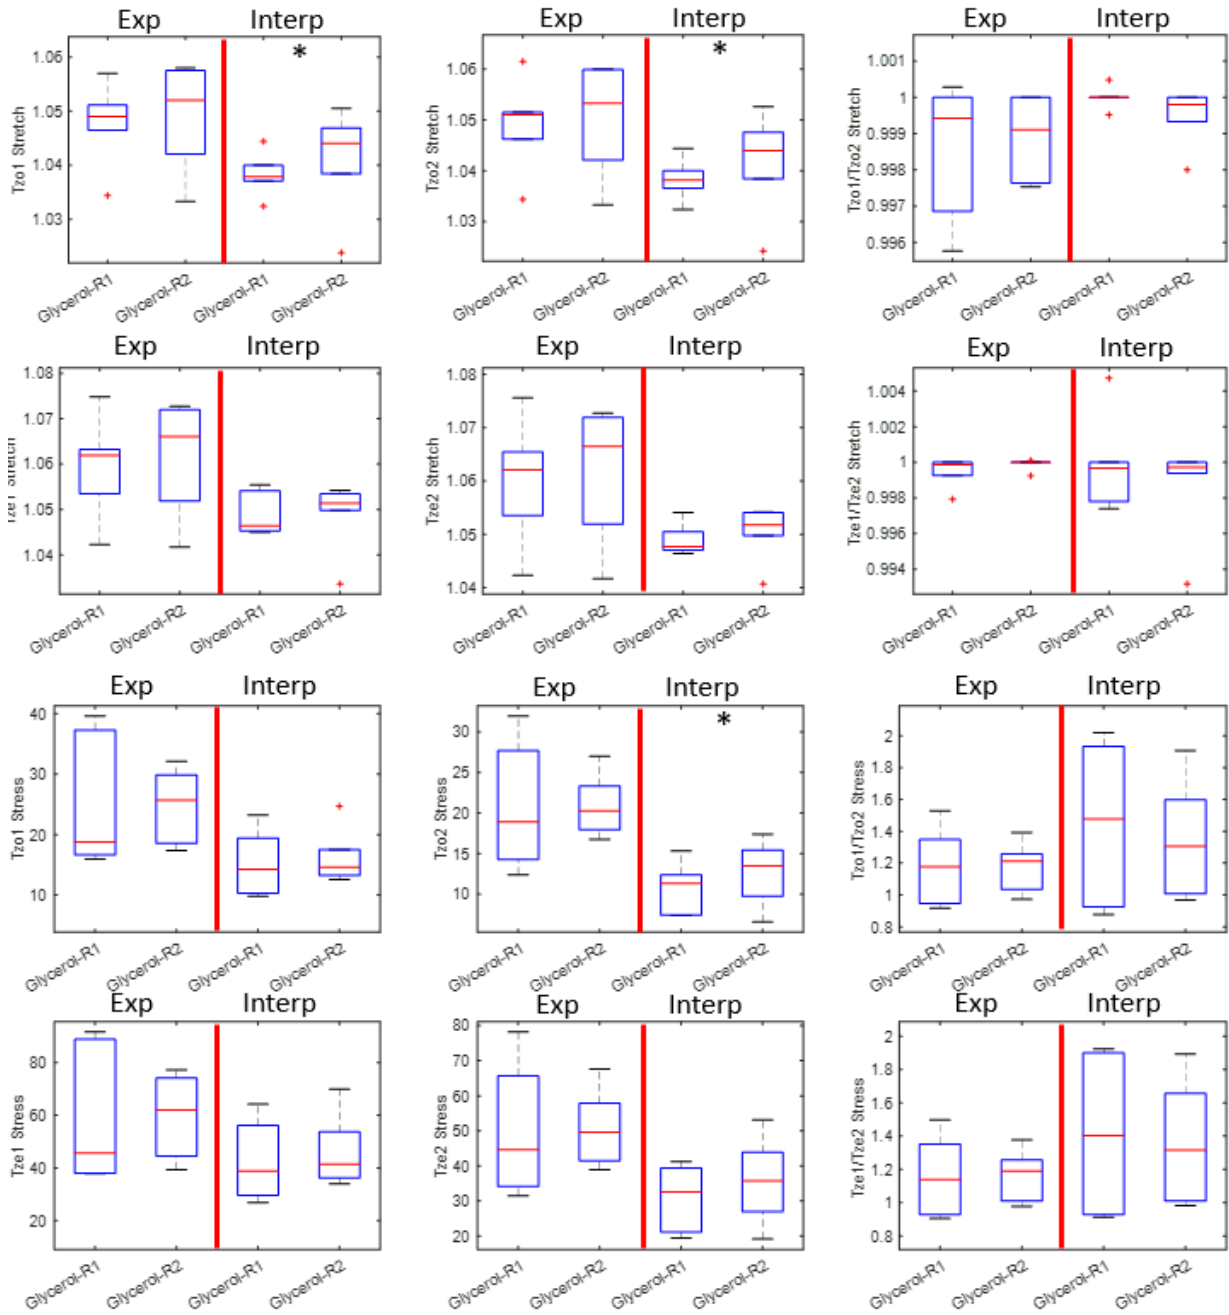 Exp Interp
Tzo1 Stretch
1.06
1.05
1.04
1.03
*
Glycerol-R1 Glycerol-R2 Glycerol-R1 Glycerol-R2
Exp Interp
Tzo2 Stretch
1.06
1.05
1.04
1.03
*
Glycerol-R1 Glycerol-R2 Glycerol-R1 Glycerol-R2
Exp Interp
Tzo1/Tzo2 Stretch
1.001
1
0.999
0.998
0.997
0.996
Glycerol-R1 Glycerol-R2 Glycerol-R1 Glycerol-R2
Exp Interp
Tze1 Stretch
1.08
1.07
1.06
1.05
1.04
Glycerol-R1 Glycerol-R2 Glycerol-R1 Glycerol-R2
Exp Interp
Tze2 Stretch
1.08
1.07
1.06
1.05
1.04
Glycerol-R1 Glycerol-R2 Glycerol-R1 Glycerol-R2
Exp Interp
Tze1/Tze2 Stretch
1.004
1.002
1
0.998
0.996
0.994
Glycerol-R1 Glycerol-R2 Glycerol-R1 Glycerol-R2
Exp Interp
Tzo1 Stress
40
30
20
10
Glycerol-R1 Glycerol-R2 Glycerol-R1 Glycerol-R2
Exp Interp
Tzo2 Stress
30
25
20
15
10
*
Glycerol-R1 Glycerol-R2 Glycerol-R1 Glycerol-R2
Exp Interp
Tzo1/Tzo2 Stress
2
1.8
1.6
1.4
1.2
1
0.8
Glycerol-R1 Glycerol-R2 Glycerol-R1 Glycerol-R2
Exp Interp
Tze1 Stress
80
60
40
20
Glycerol-R1 Glycerol-R2 Glycerol-R1 Glycerol-R2
Exp Interp
Tze2 Stress
80
70
60
50
40
30
20
Glycerol-R1 Glycerol-R2 Glycerol-R1 Glycerol-R2
Exp Interp
Tze1/Tze2 Stress
2
1.8
1.6
1.4
1.2
1
0.8
Glycerol-R1 Glycerol-R2 Glycerol-R1 Glycerol-R2